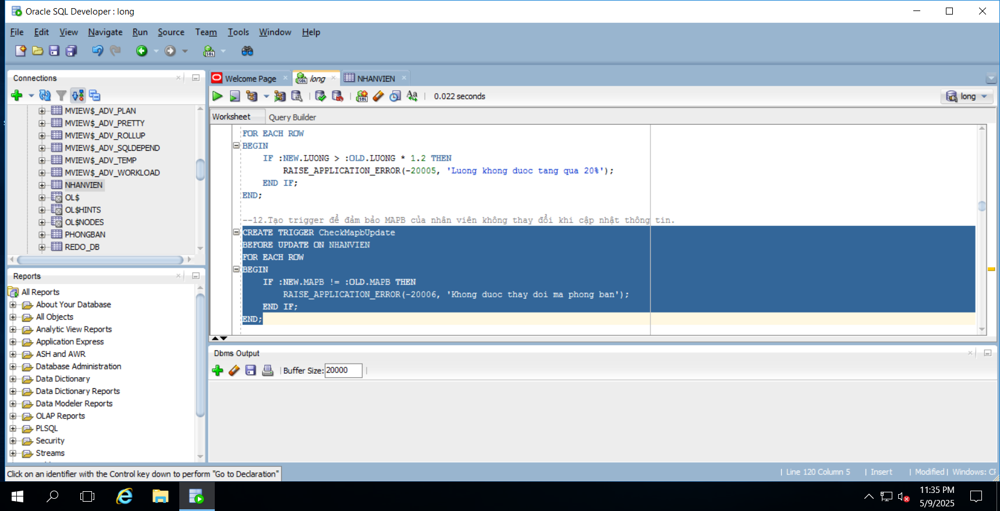 Oracle SQL Developer : long
File Edit View Navigate Run Source Team Tools Window Help
Connections
MVIEW$_ADV_PLAN
MVIEW$_ADV_PRETTY
MVIEW$_ADV_ROLLUP
MVIEW$_ADV_SQLDEPEND
MVIEW$_ADV_TEMP
MVIEW$_ADV_WORKLOAD
NHANVIEN
OL$
OL$HINTS
OL$NODES
PHONGBAN
REDO_DB
Reports
All Reports
About Your Database
All Objects
Analytic View Reports
Application Express
ASH and AWR
Database Administration
Data Dictionary
Data Dictionary Reports
Data Modeler Reports
OLAP Reports
PLSQL
Security
Streams
Welcome Page long NHANVIEN
0.022 seconds
long
Worksheet Query Builder
FOR EACH ROW
BEGIN
IF :NEW.LUONG > :OLD.LUONG * 1.2 THEN
RAISE_APPLICATION_ERROR(-20005, 'Luong khong duoc tang qua 20%');
END IF;
END;
--12.Tạo trigger để đảm bảo MAPB của nhân viên không thay đổi khi cập nhật thông tin.
CREATE TRIGGER CheckMapbUpdate
BEFORE UPDATE ON NHANVIEN
FOR EACH ROW
BEGIN
IF :NEW.MAPB != :OLD.MAPB THEN
RAISE_APPLICATION_ERROR(-20006, 'Khong duoc thay doi ma phong ban');
END IF;
END;
Dbms Output
Buffer Size: 20000
Click on an identifier with the Control key down to perform "Go to Declaration"
Line 120 Column 5 Insert Modified Windows:
11:35 PM
5/9/2025